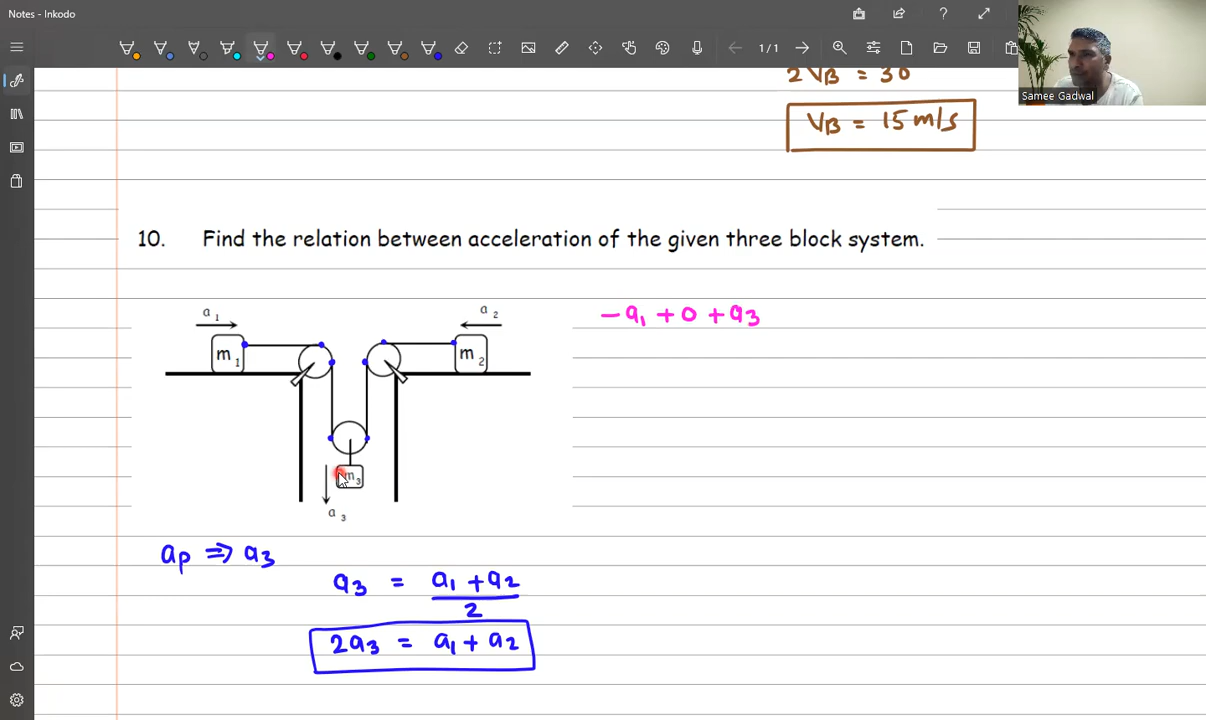 Notes - Inkodo
1/1
Samee Gadwal
2VB = 30
VB = 15 m/s
10. Find the relation between acceleration of the given three block system.
a1
a2
-a1 + 0 + a3
m1
m2
m3
a3
ap ⇒ a3
a3 = a1 + a2
2
2a3 = a1 + a2